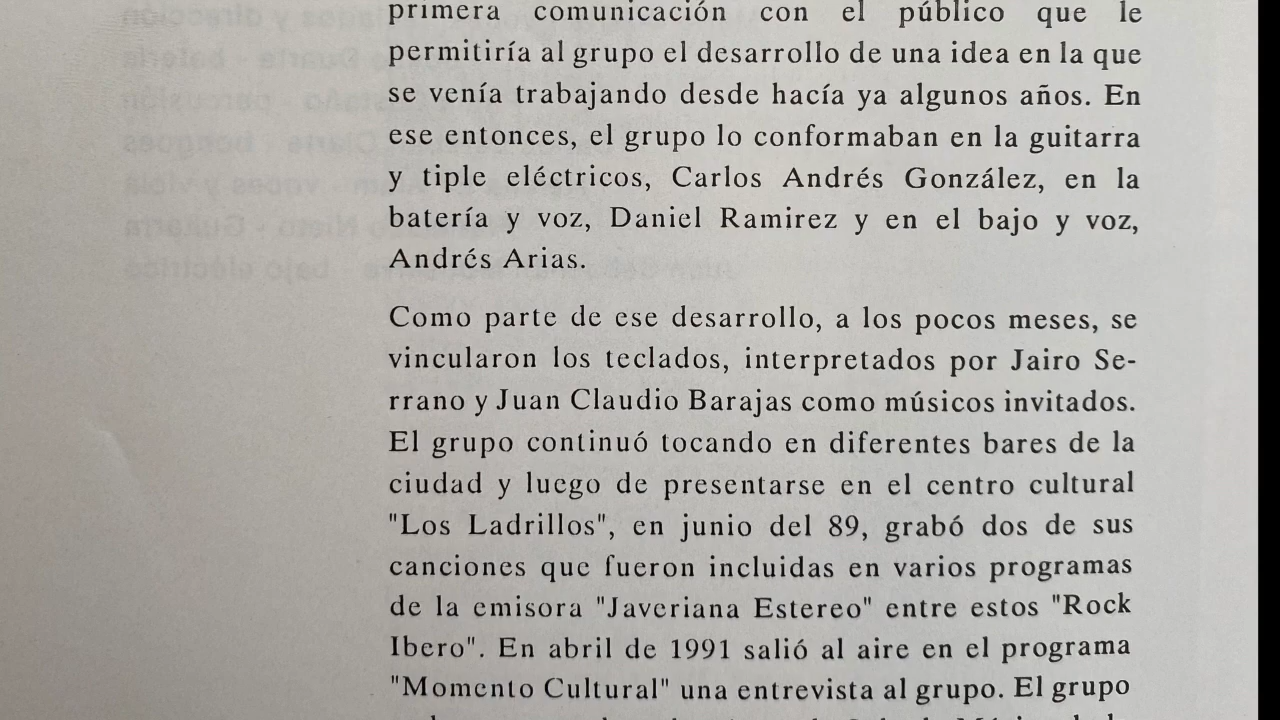 primera comunicación con el público que le
permitiría al grupo el desarrollo de una idea en la que
se venía trabajando desde hacía ya algunos años. En
ese entonces, el grupo lo conformaban en la guitarra
y tiple eléctricos, Carlos Andrés González, en la
batería y voz, Daniel Ramirez y en el bajo y voz,
Andrés Arias.
Como parte de ese desarrollo, a los pocos meses, se
vincularon los teclados, interpretados por Jairo Se-
rrano y Juan Claudio Barajas como músicos invitados.
El grupo continuó tocando en diferentes bares de la
ciudad y luego de presentarse en el centro cultural
"Los Ladrillos", en junio del 89, grabó dos de sus
canciones que fueron incluidas en varios programas
de la emisora "Javeriana Estereo" entre estos "Rock
Ibero". En abril de 1991 salió al aire en el programa
"Momento Cultural" una entrevista al grupo. El grupo